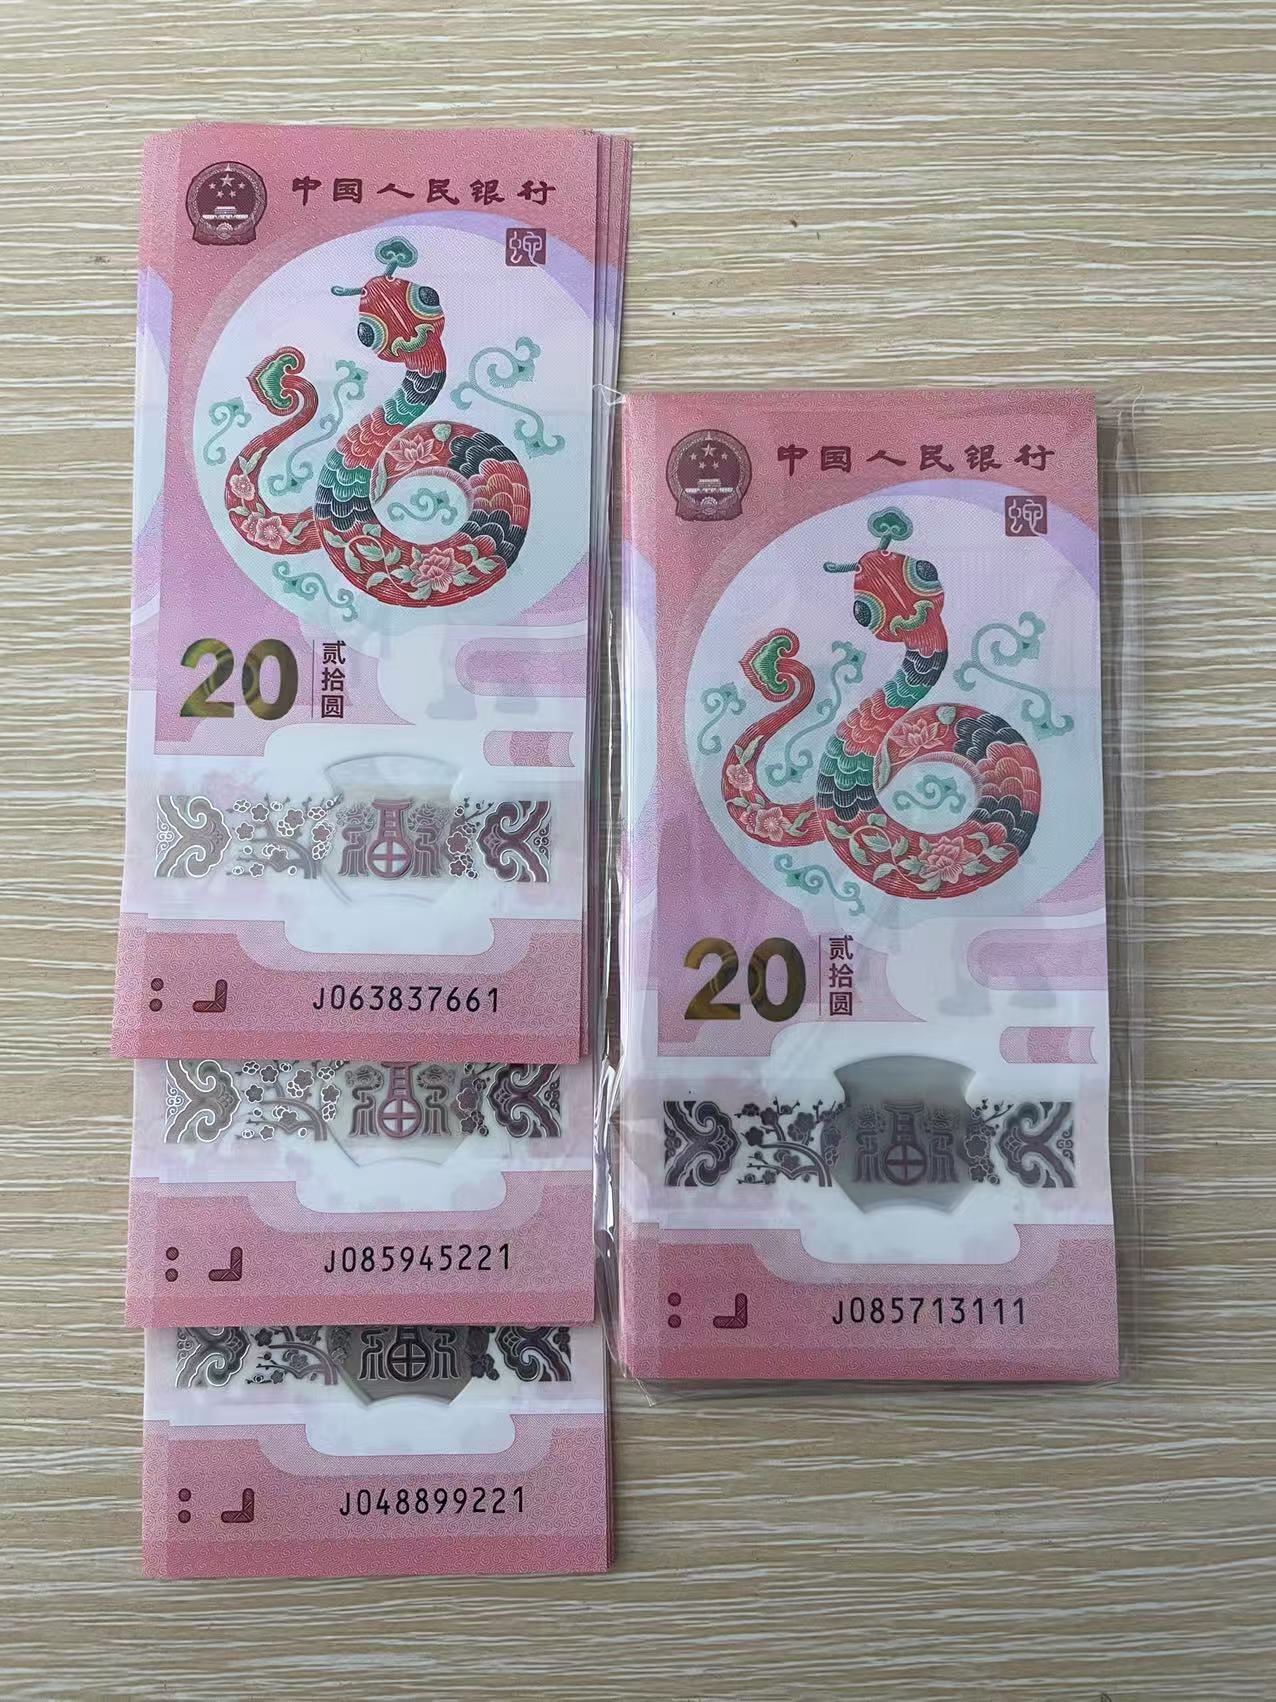 中国人民银行
蛇
20 贰拾圆
福
J063837661
福
J085945221
福
J048899221
中国人民银行
蛇
20 贰拾圆
福
J085713111